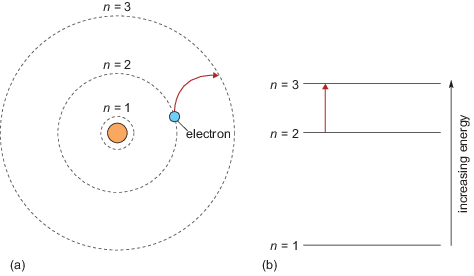 n = 3
n = 2
n = 1
electron
(a)
n = 3
n = 2
n = 1
increasing energy
(b)